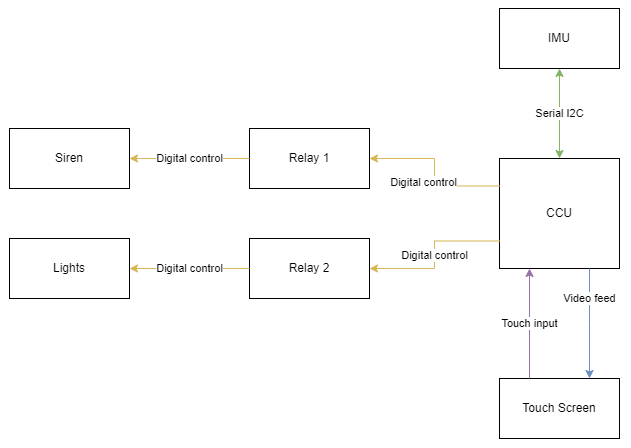 IMU
Serial I2C
Siren
Digital control
Relay 1
Digital control
CCU
Lights
Digital control
Relay 2
Digital control
Touch input
Video feed
Touch Screen